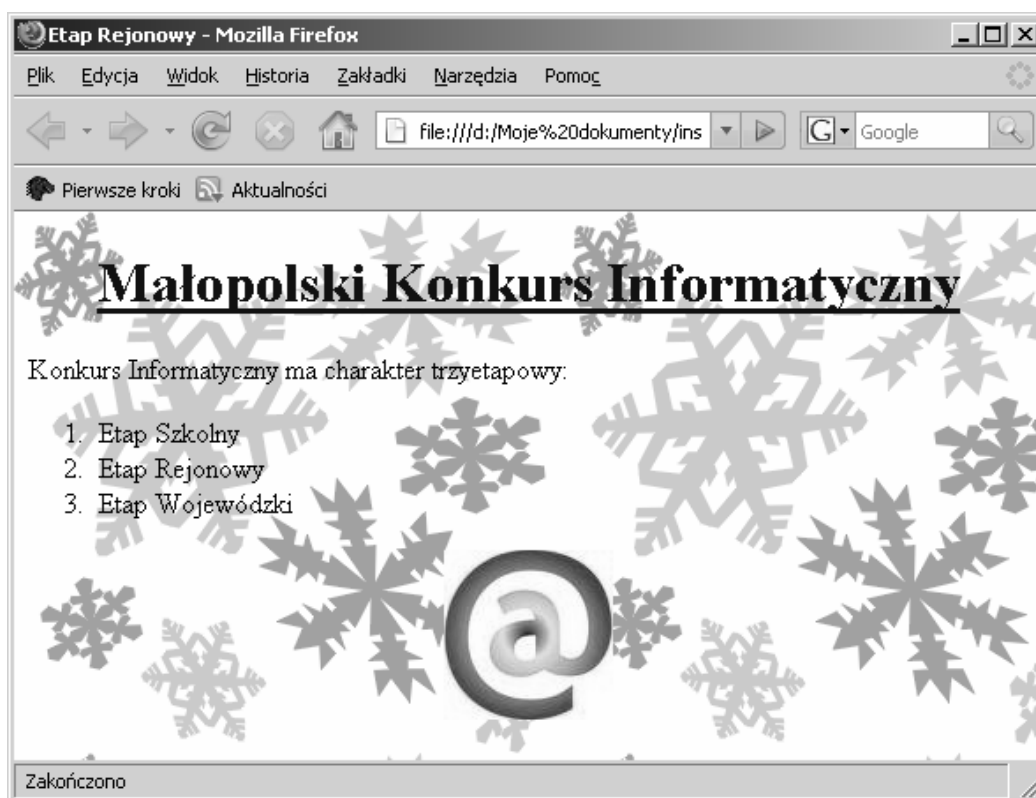 Etap Rejonowy - Mozilla Firefox
Plik Edycja Widok Historia Zakładki Narzędzia Pomoc
file:///d:/Moje%20dokumenty/ins G Google
Pierwsze kroki Aktualności
Małopolski Konkurs Informatyczny
Konkurs Informatyczny ma charakter trzyetapowy:
1. Etap Szkolny
2. Etap Rejonowy
3. Etap Wojewódzki
@
Zakończono